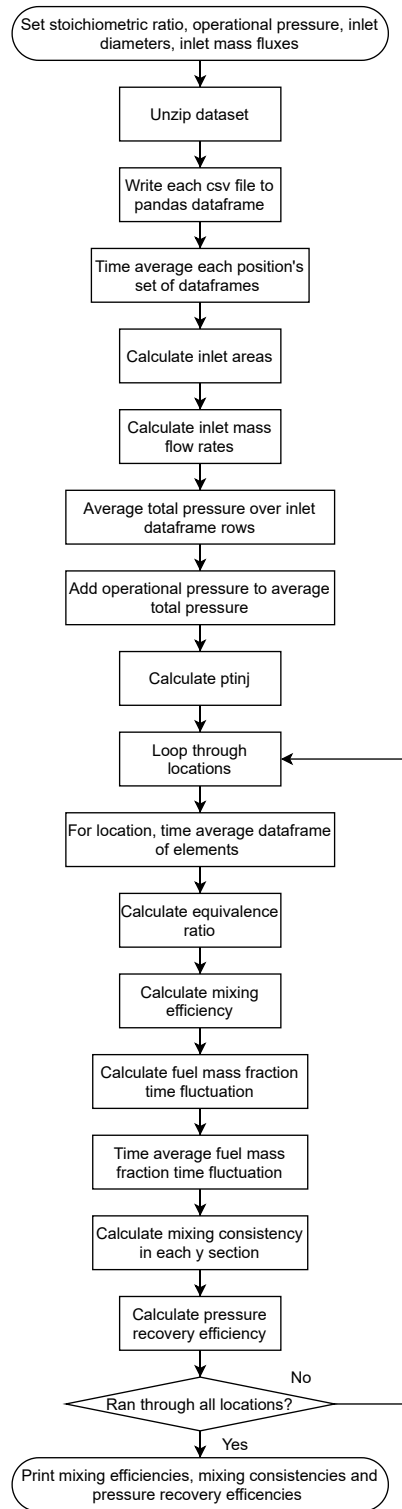 Set stoichiometric ratio, operational pressure, inlet
diameters, inlet mass fluxes
Unzip dataset
Write each csv file to
pandas dataframe
Time average each position's
set of dataframes
Calculate inlet areas
Calculate inlet mass
flow rates
Average total pressure over inlet
dataframe rows
Add operational pressure to average
total pressure
Calculate ptinj
Loop through
locations
For location, time average dataframe
of elements
Calculate equivalence
ratio
Calculate mixing
efficiency
Calculate fuel mass fraction
time fluctuation
Time average fuel mass
fraction time fluctuation
Calculate mixing consistency
in each y section
Calculate pressure
recovery efficiency
No
Ran through all locations?
Yes
Print mixing efficiencies, mixing consistencies and
pressure recovery efficencies